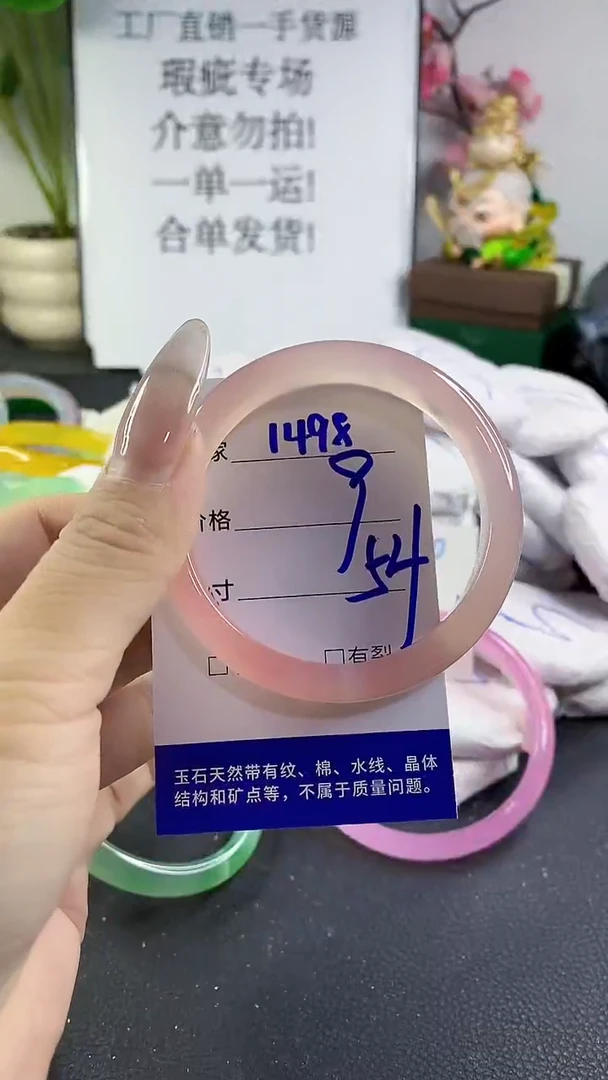 工厂直销一手货源
瑕疵专场
介意勿拍!
一单一运!
合单发货!
家 1498
价格 9
寸 54
□有裂
玉石天然带有纹、棉、水线、晶体
结构和矿点等，不属于质量问题。